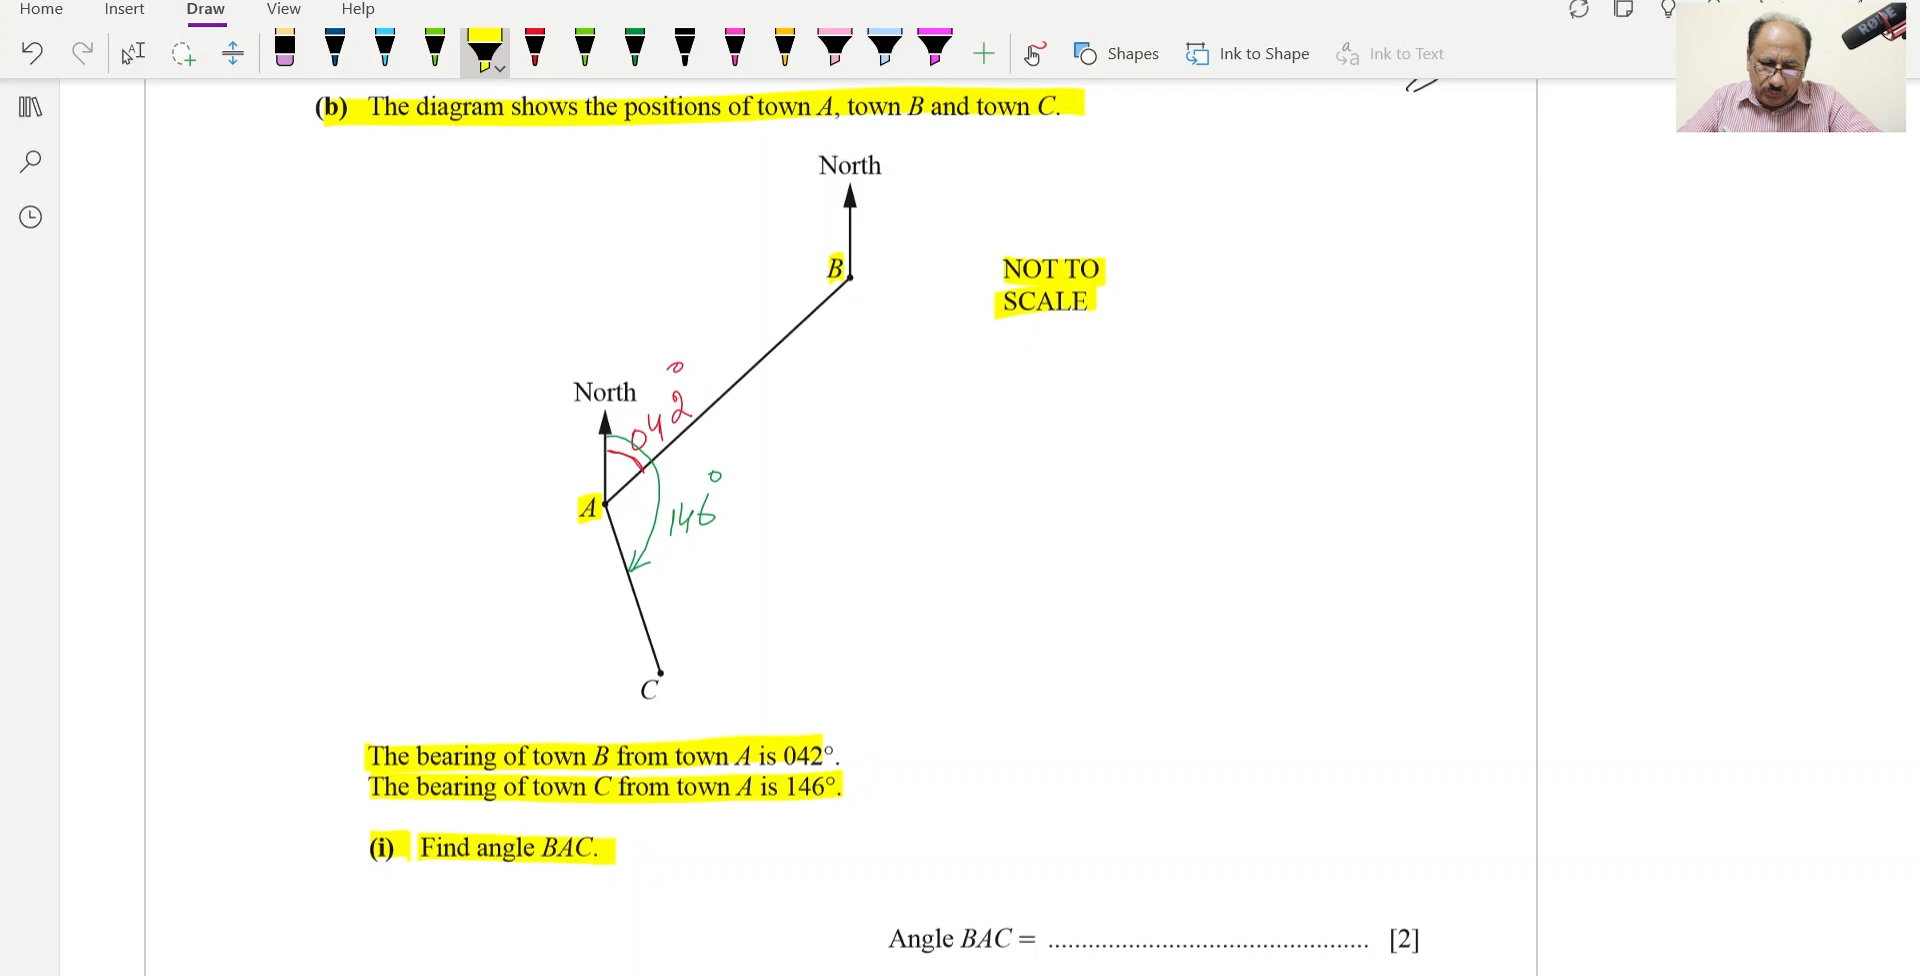 Home Insert Draw View Help
Shapes Ink to Shape Ink to Text
RØDE
(b) The diagram shows the positions of town A, town B and town C.
North
B
NOT TO
SCALE
North
042°
A
146°
C
The bearing of town B from town A is 042°.
The bearing of town C from town A is 146°.
(i) Find angle BAC.
Angle BAC = ................................................ [2]